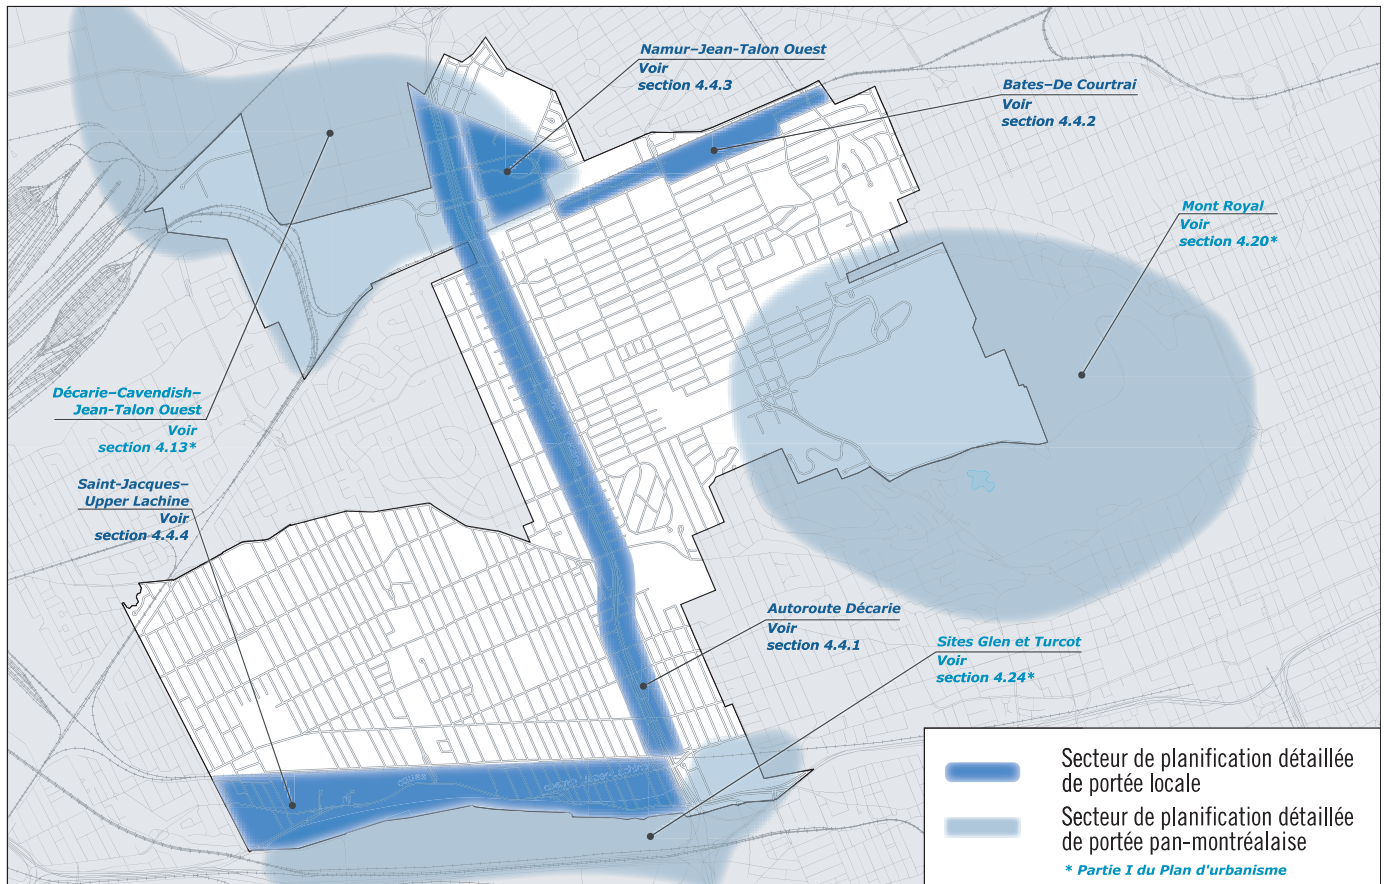 Namur–Jean-Talon Ouest
Voir
section 4.4.3
Bates–De Courtrai
Voir
section 4.4.2
Mont Royal
Voir
section 4.20*
Décarie–Cavendish–
Jean-Talon Ouest
Voir
section 4.13*
Saint-Jacques–
Upper Lachine
Voir
section 4.4.4
Autoroute Décarie
Voir
section 4.4.1
Sites Glen et Turcot
Voir
section 4.24*
Secteur de planification détaillée
de portée locale
Secteur de planification détaillée
de portée pan-montréalaise
* Partie I du Plan d'urbanisme